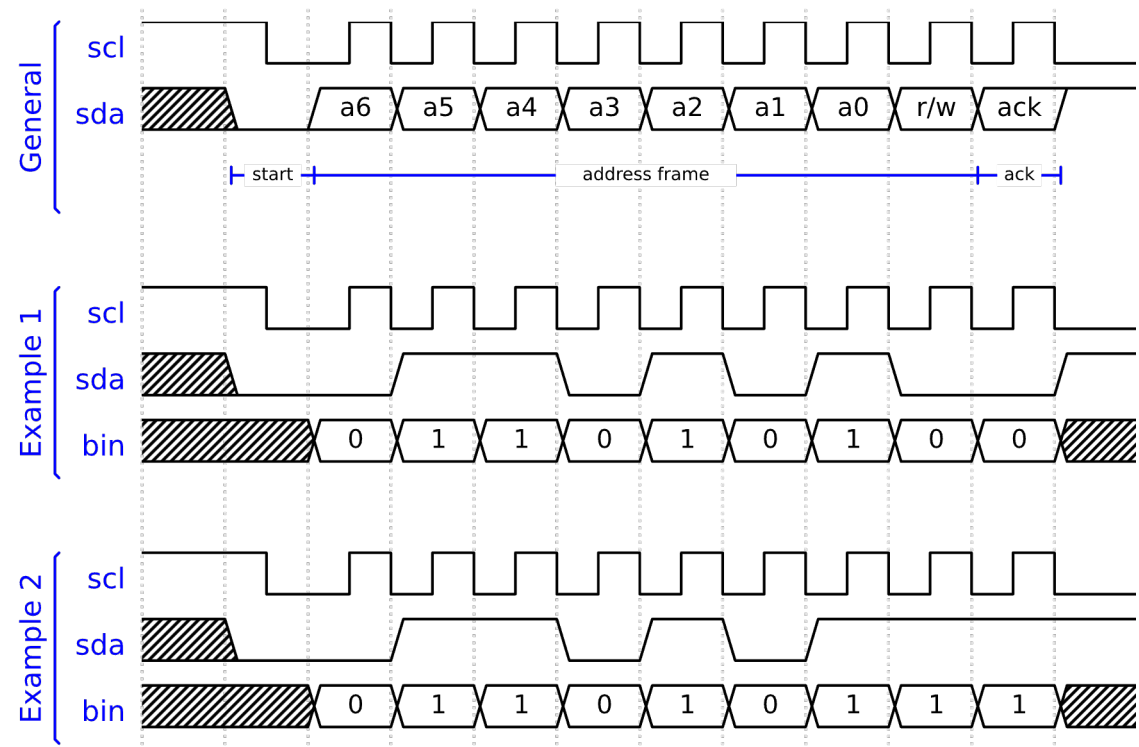 General
scl
sda a6 a5 a4 a3 a2 a1 a0 r/w ack
start address frame ack
Example 1
scl
sda
bin 0 1 1 0 1 0 1 0 0
Example 2
scl
sda
bin 0 1 1 0 1 0 1 1 1